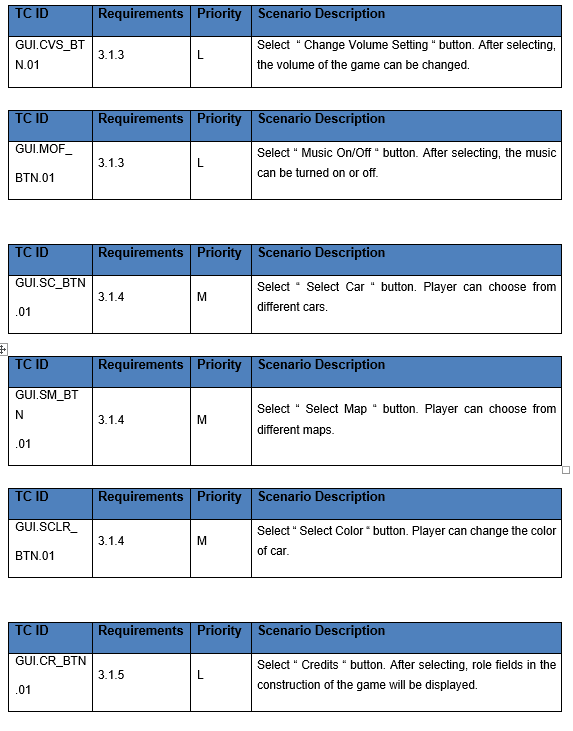 TC ID Requirements Priority Scenario Description
GUI.CVS_BT
N.01
3.1.3
L
Select “ Change Volume Setting “ button. After selecting,
the volume of the game can be changed.
TC ID Requirements Priority Scenario Description
GUI.MOF_
BTN.01
3.1.3
L
Select “ Music On/Off “ button. After selecting, the music
can be turned on or off.
TC ID Requirements Priority Scenario Description
GUI.SC_BTN
.01
3.1.4
M
Select “ Select Car “ button. Player can choose from
different cars.
TC ID Requirements Priority Scenario Description
GUI.SM_BT
N
.01
3.1.4
M
Select “ Select Map “ button. Player can choose from
different maps.
TC ID Requirements Priority Scenario Description
GUI.SCLR_
BTN.01
3.1.4
M
Select “ Select Color “ button. Player can change the color
of car.
TC ID Requirements Priority Scenario Description
GUI.CR_BTN
.01
3.1.5
L
Select “ Credits “ button. After selecting, role fields in the
construction of the game will be displayed.